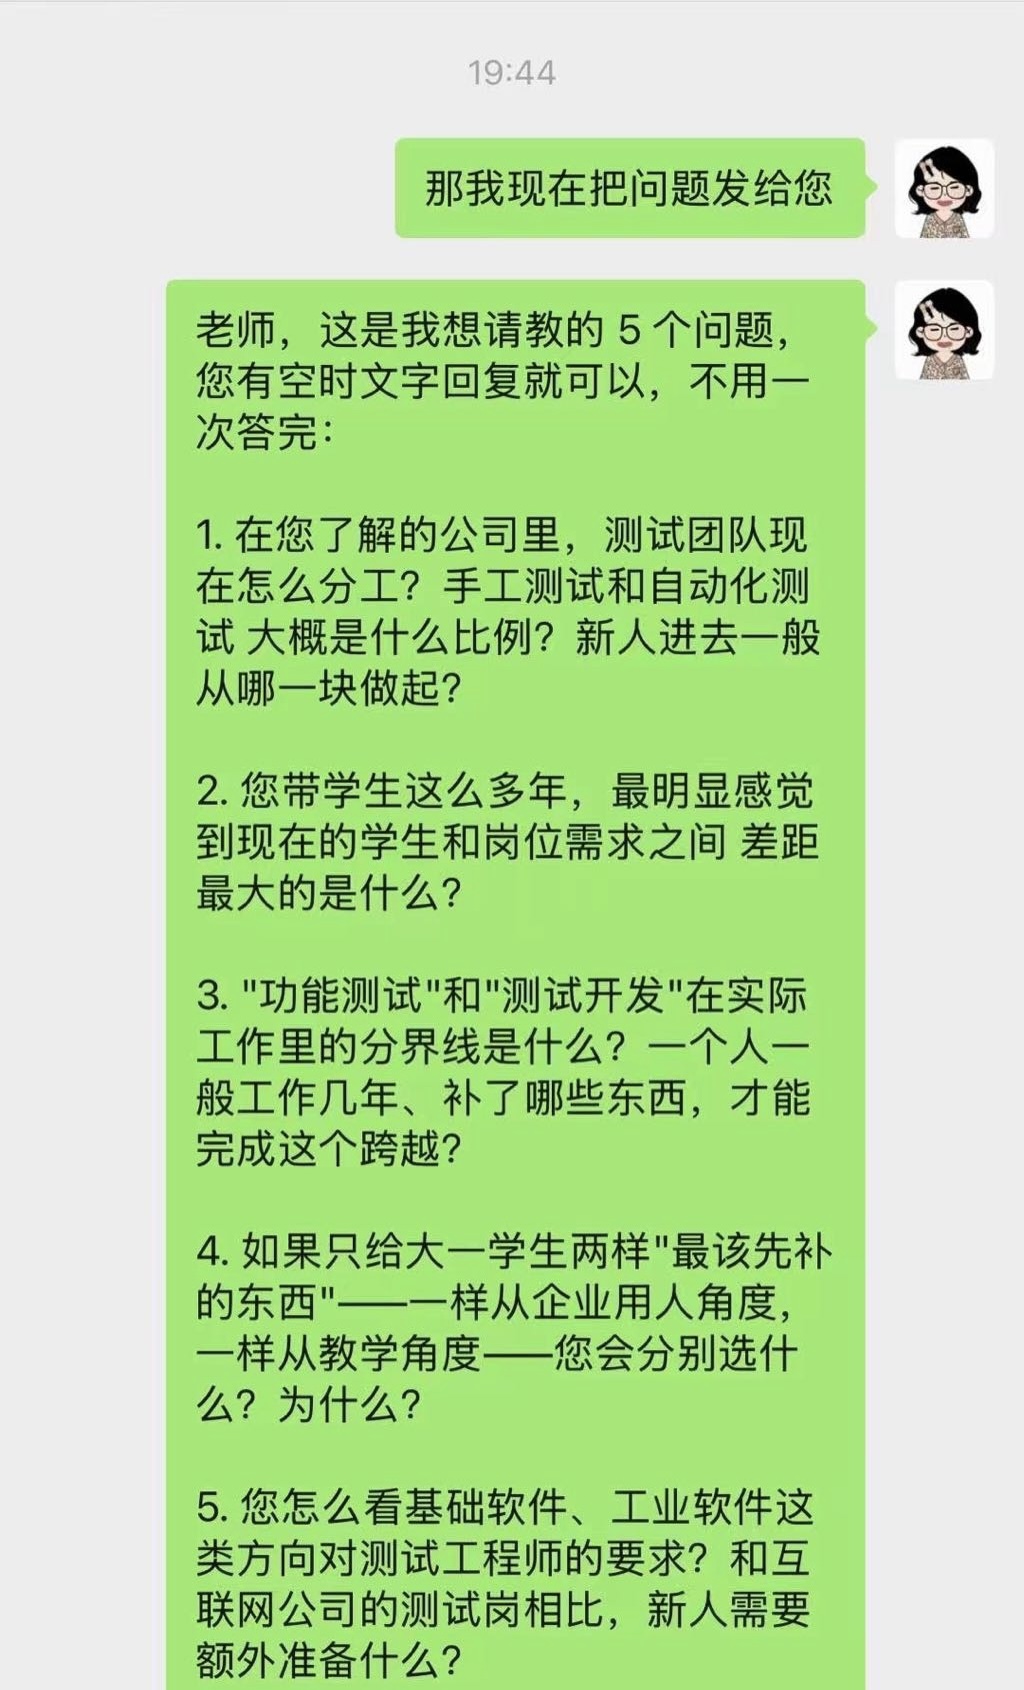 19:44
那我现在把问题发给您
老师，这是我想请教的 5 个问题，
您有空时文字回复就可以，不用一
次答完：
1. 在您了解的公司里，测试团队现
在怎么分工？手工测试和自动化测
试 大概是什么比例？新人进去一般
从哪一块做起？
2. 您带学生这么多年，最明显感觉
到现在的学生和岗位需求之间 差距
最大的是什么？
3. "功能测试"和"测试开发"在实际
工作里的分界线是什么？一个人一
般工作几年、补了哪些东西，才能
完成这个跨越？
4. 如果只给大一学生两样"最该先补
的东西"——一样从企业用人角度，
一样从教学角度——您会分别选什
么？为什么？
5. 您怎么看基础软件、工业软件这
类方向对测试工程师的要求？和互
联网公司的测试岗相比，新人需要
额外准备什么？